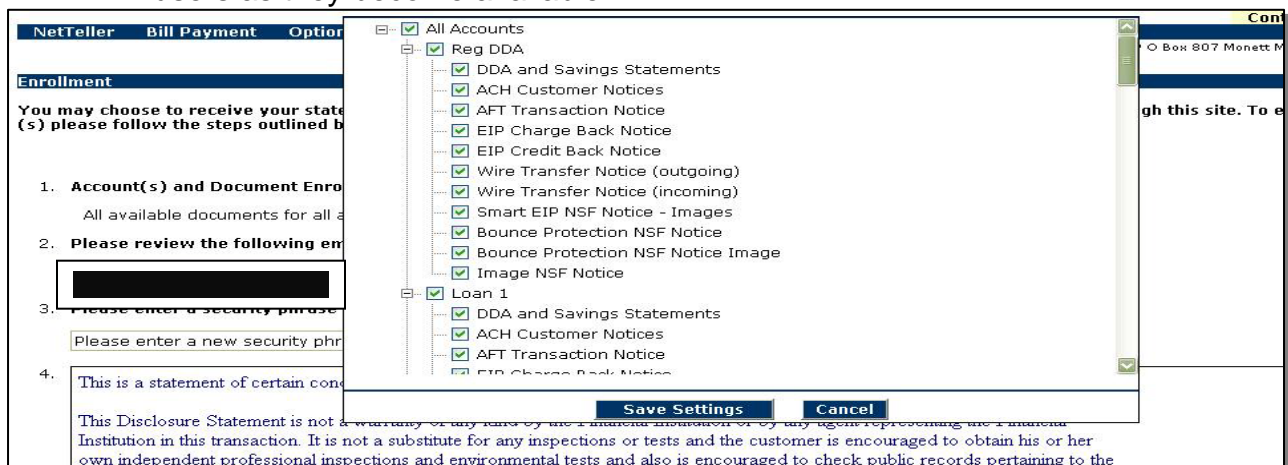 NetTeller Bill Payment Option
O Box 807 Monett M
Enrollment
You may choose to receive your state
gh this site. To e
(s) please follow the steps outlined b
1. Account(s) and Document Enro
All available documents for all a
2. Please review the following em
3. Please enter a security phrase
Please enter a new security phr
4. This is a statement of certain con
This Disclosure Statement is not a warranty of any kind by the Financial Institution or by any agent representing the Financial
Institution in this transaction. It is not a substitute for any inspections or tests and the customer is encouraged to obtain his or her
own independent professional inspections and environmental tests and also is encouraged to check public records pertaining to the
All Accounts
Reg DDA
DDA and Savings Statements
ACH Customer Notices
AFT Transaction Notice
EIP Charge Back Notice
EIP Credit Back Notice
Wire Transfer Notice (outgoing)
Wire Transfer Notice (incoming)
Smart EIP NSF Notice - Images
Bounce Protection NSF Notice
Bounce Protection NSF Notice Image
Image NSF Notice
Loan 1
DDA and Savings Statements
ACH Customer Notices
AFT Transaction Notice
EIP Charge Back Notice
Save Settings Cancel